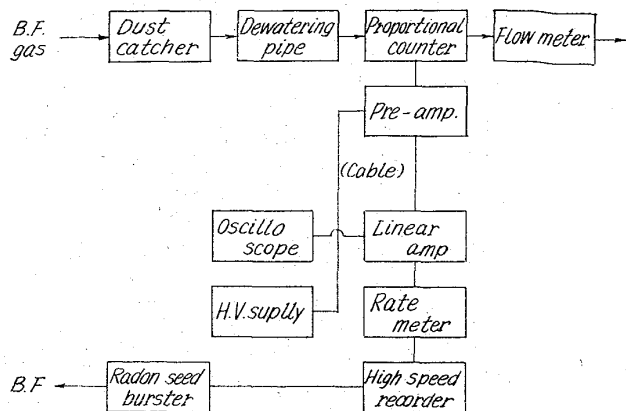 B.F.
gas
Dust
catcher
Dewatering
pipe
Proportional
counter
Flow meter
Pre-amp.
(Cable)
Oscillo
scope
Linear
amp
H.V. suplly
Rate
meter
B.F
Radon seed
burster
High speed
recorder